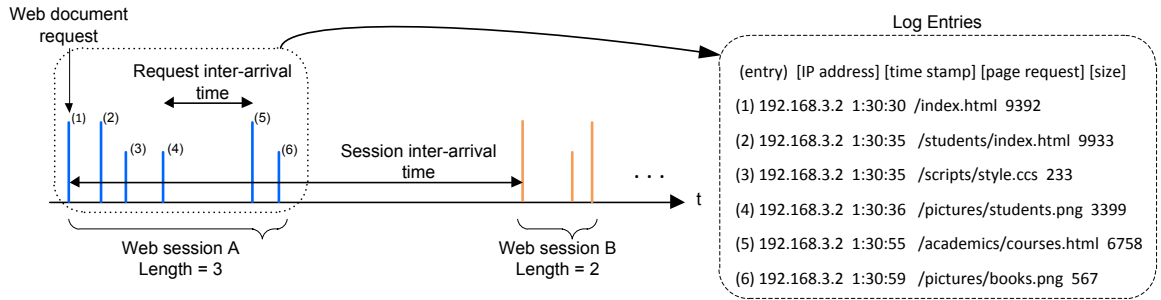 Web document
request
Request inter-arrival
time
(1)
(2)
(3)
(4)
(5)
(6)
Session inter-arrival
time
. . .
t
Web session A
Length = 3
Web session B
Length = 2
Log Entries
(entry) [IP address] [time stamp] [page request] [size]
(1) 192.168.3.2 1:30:30 /index.html 9392
(2) 192.168.3.2 1:30:35 /students/index.html 9933
(3) 192.168.3.2 1:30:35 /scripts/style.ccs 233
(4) 192.168.3.2 1:30:36 /pictures/students.png 3399
(5) 192.168.3.2 1:30:55 /academics/courses.html 6758
(6) 192.168.3.2 1:30:59 /pictures/books.png 567